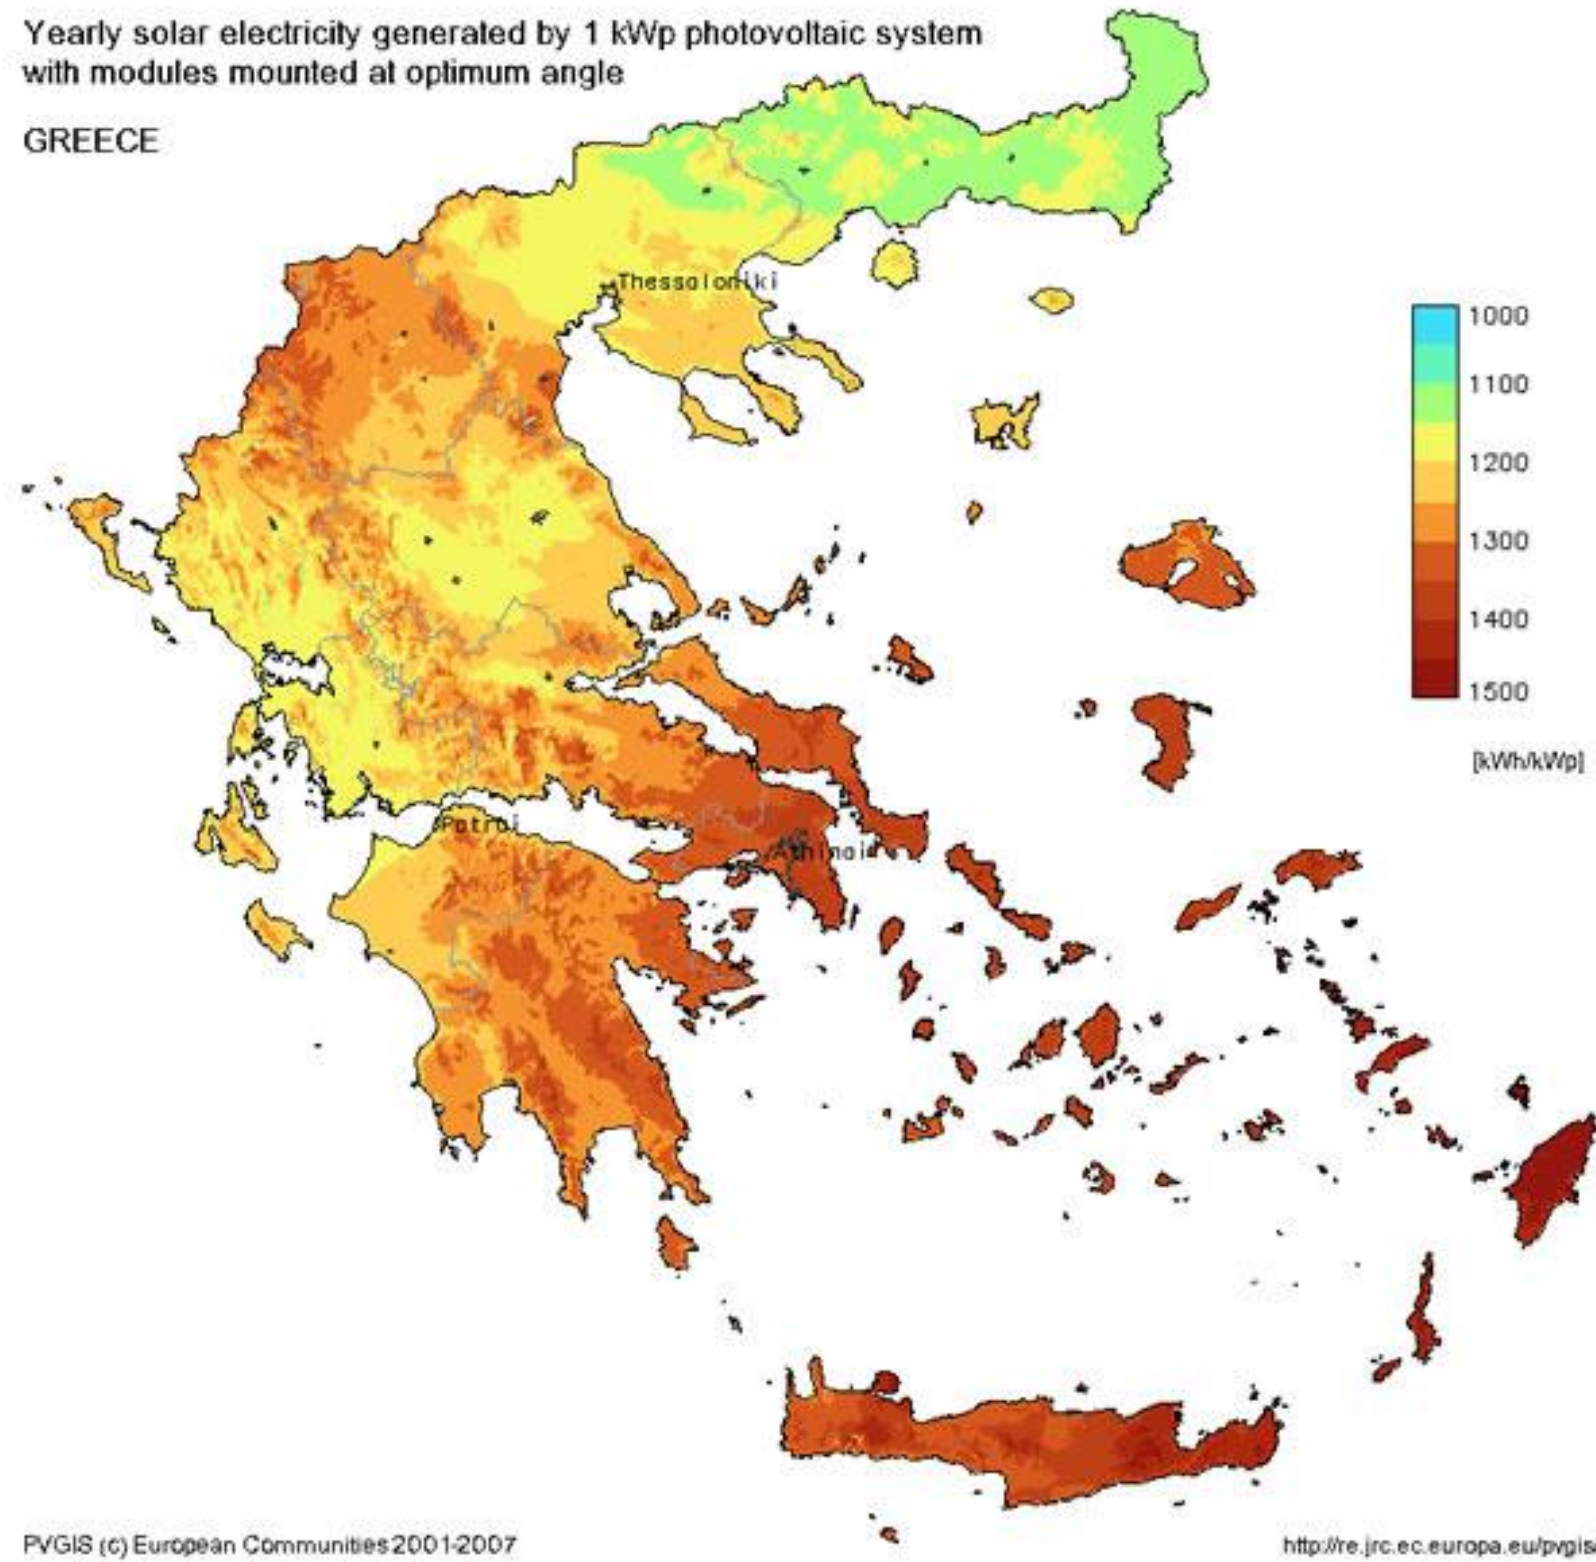 Yearly solar electricity generated by 1 kWp photovoltaic system
with modules mounted at optimum angle
GREECE
Thessaloniki
1000
1100
1200
1300
1400
1500
[kWh/kWp]
Patrai
Athinai
PVGIS (c) European Communities 2001-2007
http://re.jrc.ec.europa.eu/pvgis